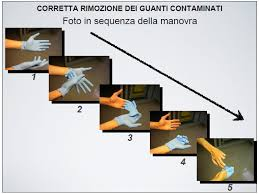 CORRETTA RIMOZIONE DEI GUANTI CONTAMINATI
Foto in sequenza della manovra
1
2
3
4
5